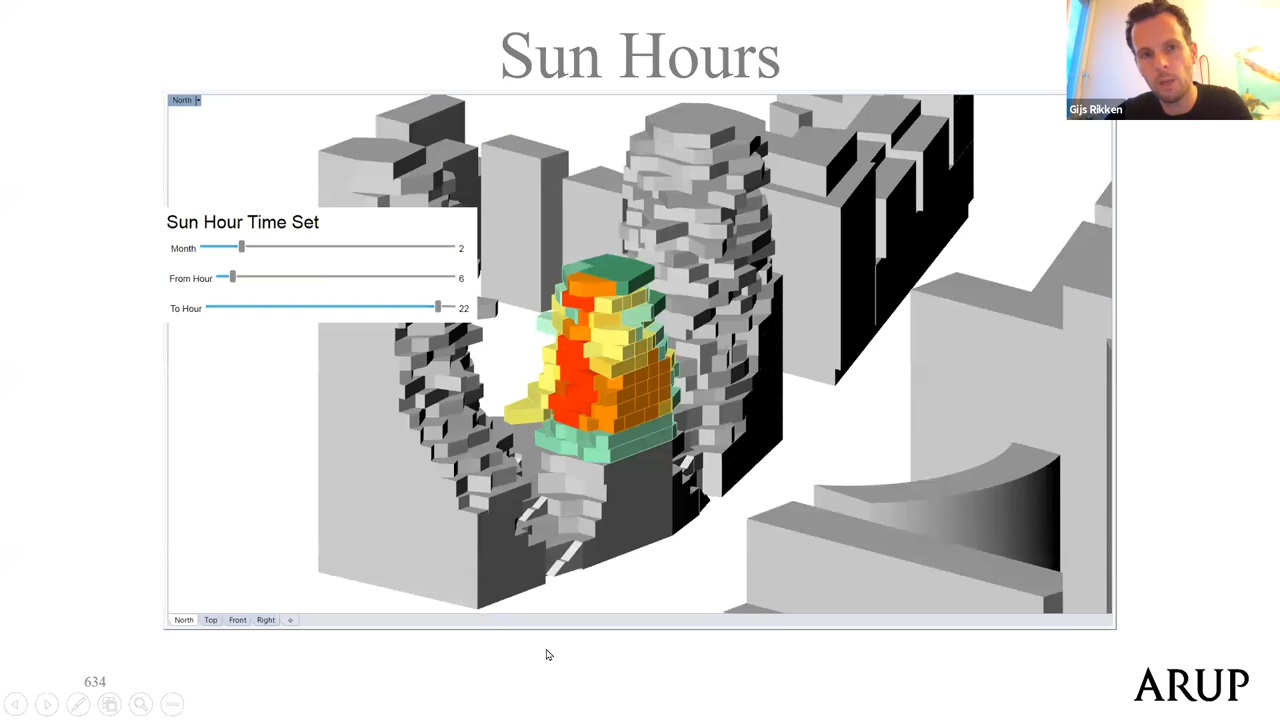 Sun Hours
Gijs Rikken
North
Sun Hour Time Set
Month 2
From Hour 6
To Hour 22
North Top Front Right
634
ARUP